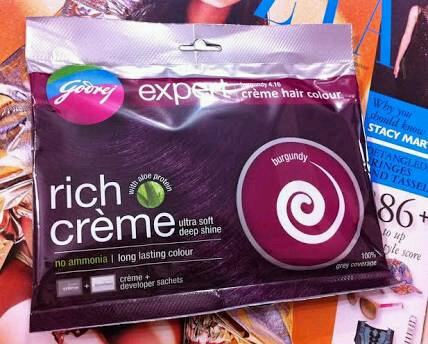 Godrej
expert
burgundy 4.16
crème hair colour
burgundy
rich
crème
with aloe protein
ultra soft
deep shine
no ammonia | long lasting colour
crème
+
crème +
developer sachets
100%
grey coverage
Why you
should know
STACY MAR
DETANGLED
FRINGES
AND TASSEL
86+
to up
style score